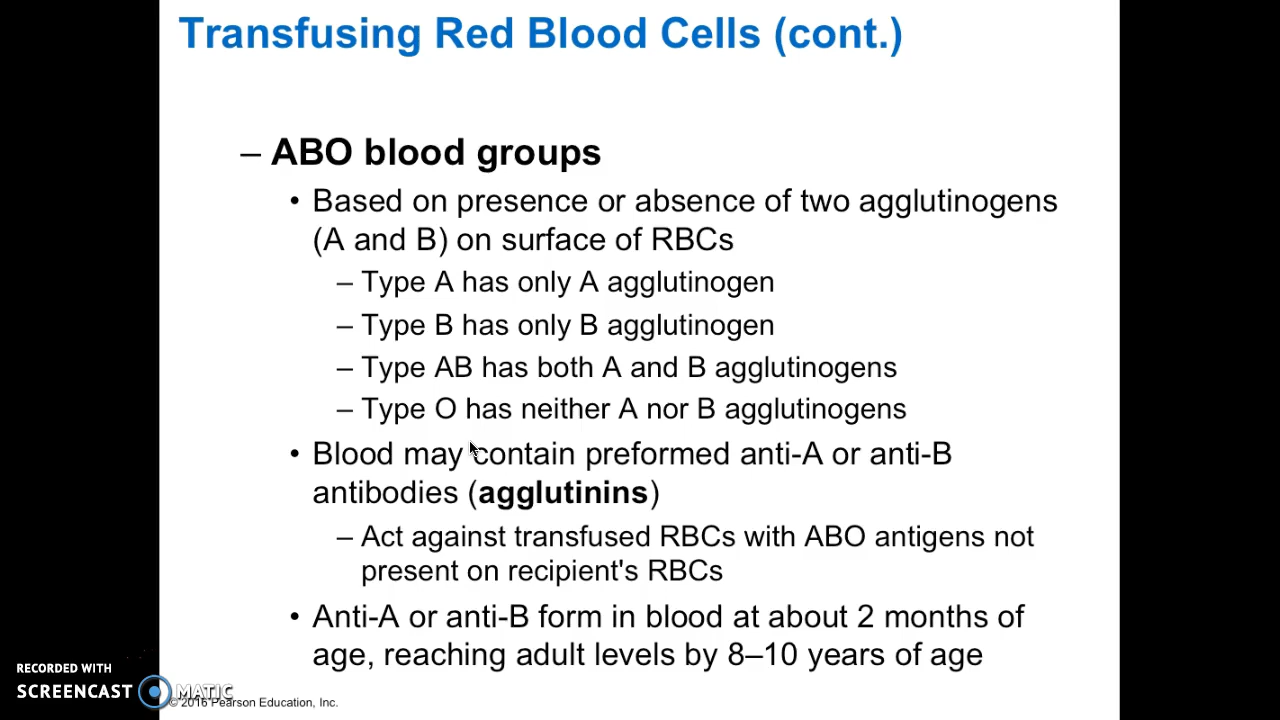 Transfusing Red Blood Cells (cont.)
– ABO blood groups
• Based on presence or absence of two agglutinogens
(A and B) on surface of RBCs
– Type A has only A agglutinogen
– Type B has only B agglutinogen
– Type AB has both A and B agglutinogens
– Type O has neither A nor B agglutinogens
• Blood may contain preformed anti-A or anti-B
antibodies (agglutinins)
– Act against transfused RBCs with ABO antigens not
present on recipient's RBCs
• Anti-A or anti-B form in blood at about 2 months of
age, reaching adult levels by 8–10 years of age
RECORDED WITH
SCREENCAST MATIC
© 2016 Pearson Education, Inc.